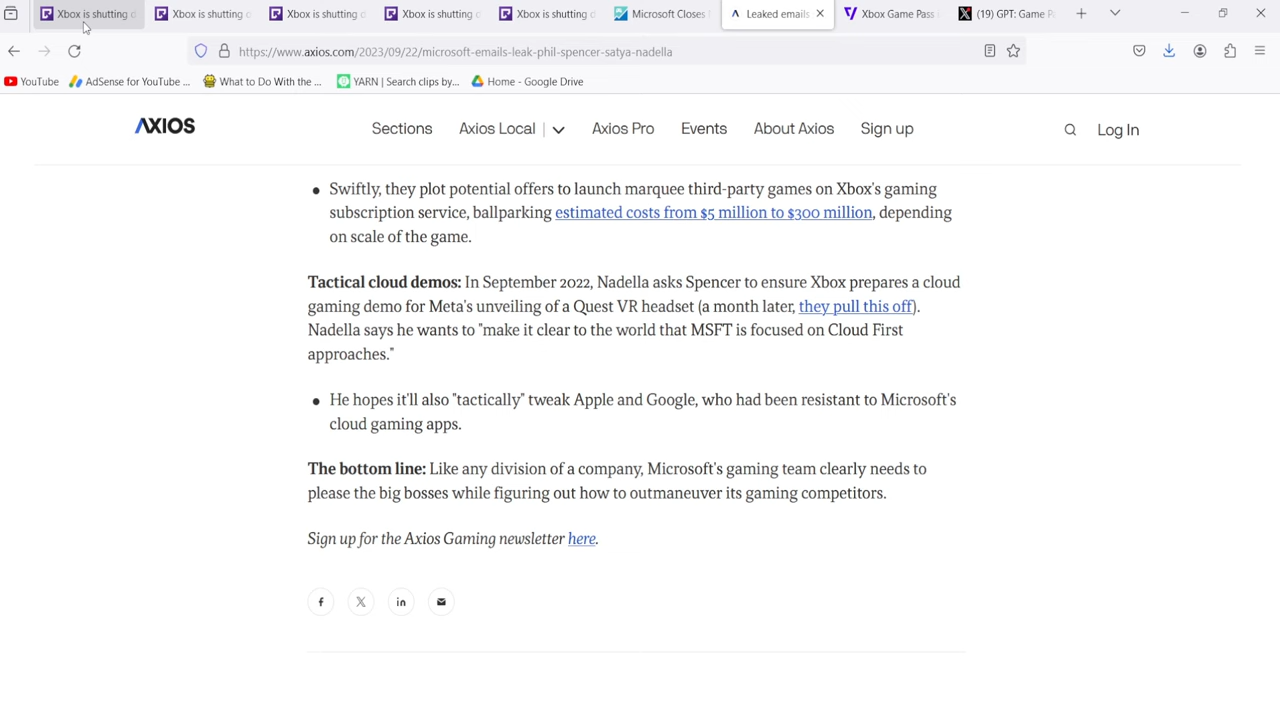 Xbox is shutting d
Xbox is shutting
Xbox is shutting d
Xbox is shutting
Xbox is shutting d
Microsoft Closes
Leaked emails
Xbox Game Pass
(19) GPT: Game P
https://www.axios.com/2023/09/22/microsoft-emails-leak-phil-spencer-satya-nadella
YouTube
AdSense for YouTube ...
What to Do With the ...
YARN | Search clips by...
Home - Google Drive
AXIOS
Sections
Axios Local
Axios Pro
Events
About Axios
Sign up
Log In
• Swiftly, they plot potential offers to launch marquee third-party games on Xbox's gaming
subscription service, ballparking estimated costs from $5 million to $300 million, depending
on scale of the game.
Tactical cloud demos: In September 2022, Nadella asks Spencer to ensure Xbox prepares a cloud
gaming demo for Meta's unveiling of a Quest VR headset (a month later, they pull this off).
Nadella says he wants to "make it clear to the world that MSFT is focused on Cloud First
approaches."
• He hopes it'll also "tactically" tweak Apple and Google, who had been resistant to Microsoft's
cloud gaming apps.
The bottom line: Like any division of a company, Microsoft's gaming team clearly needs to
please the big bosses while figuring out how to outmaneuver its gaming competitors.
Sign up for the Axios Gaming newsletter here.